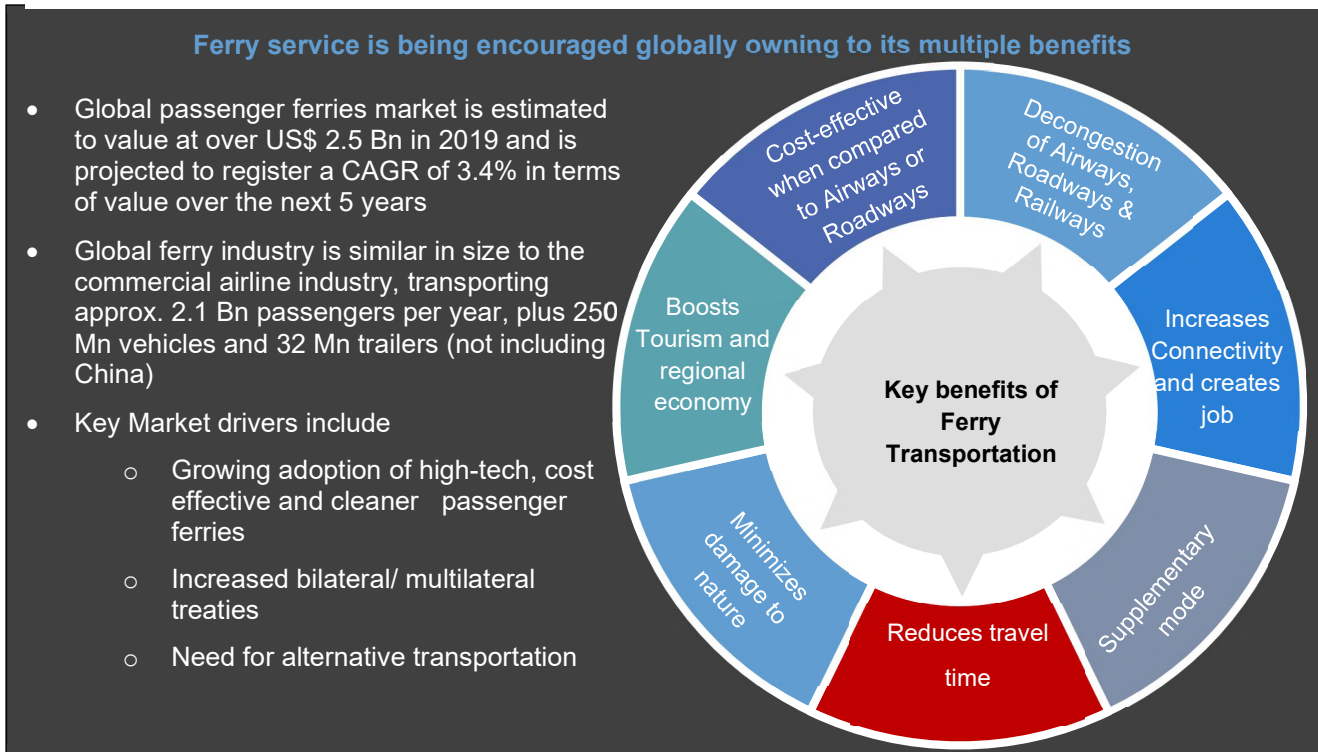 Ferry service is being encouraged globally owning to its multiple benefits
• Global passenger ferries market is estimated
to value at over US$ 2.5 Bn in 2019 and is
projected to register a CAGR of 3.4% in terms
of value over the next 5 years
• Global ferry industry is similar in size to the
commercial airline industry, transporting
approx. 2.1 Bn passengers per year, plus 250
Mn vehicles and 32 Mn trailers (not including
China)
• Key Market drivers include
o Growing adoption of high-tech, cost
effective and cleaner passenger
ferries
o Increased bilateral/ multilateral
treaties
o Need for alternative transportation
Decongestion
of Airways,
Roadways &
Railways
Increases
Connectivity
and creates
job
Supplementary
mode
Reduces travel
time
Minimizes
damage to
nature
Boosts
Tourism and
regional
economy
Cost-effective
when compared
to Airways or
Roadways
Key benefits of
Ferry
Transportation